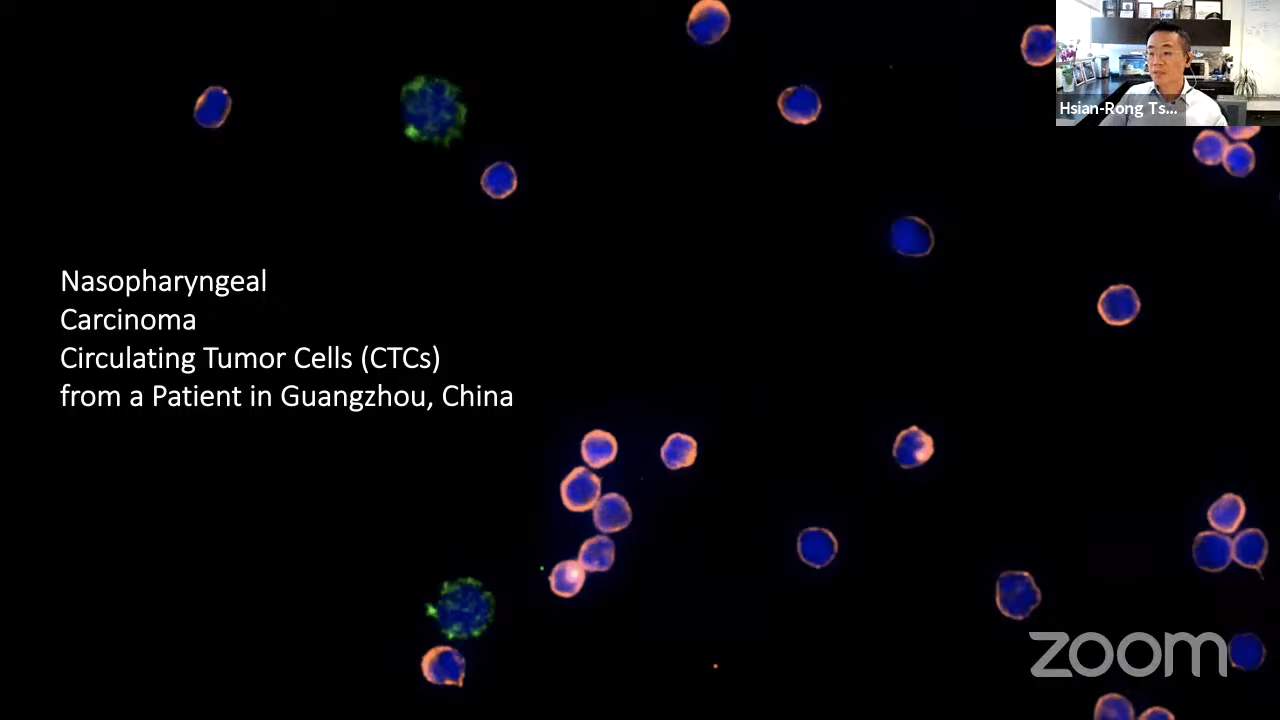 Hsian-Rong Ts...
Nasopharyngeal
Carcinoma
Circulating Tumor Cells (CTCs)
from a Patient in Guangzhou, China
zoom